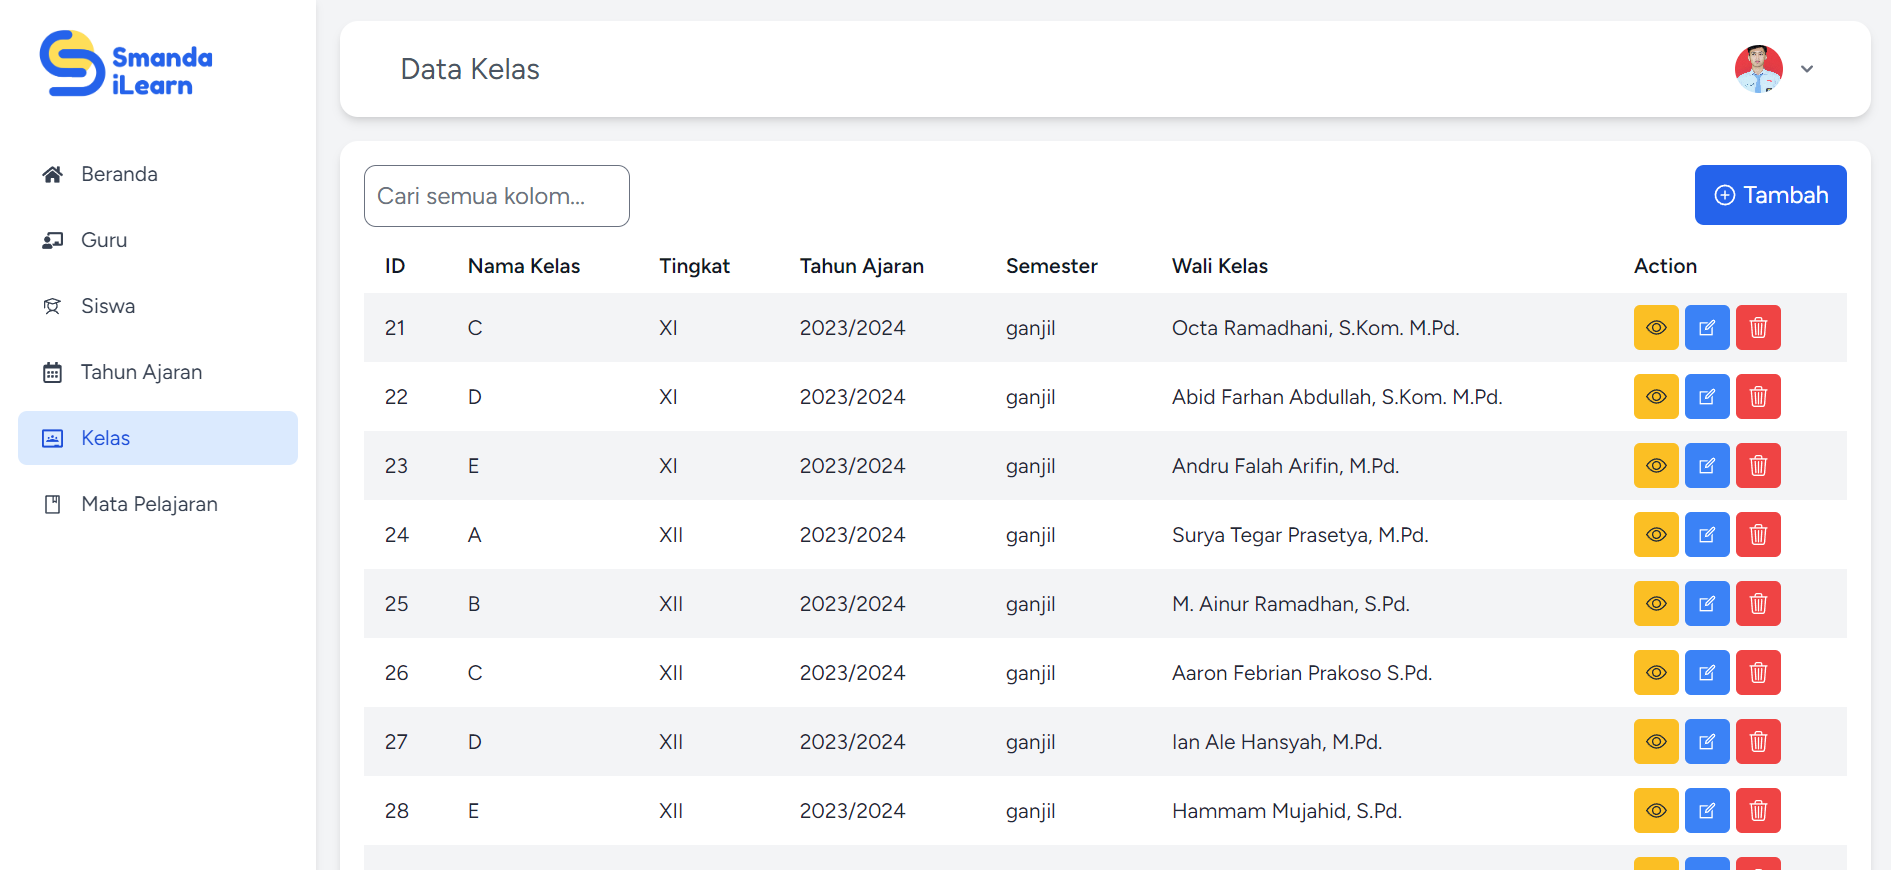 Smanda
iLearn
Data Kelas
Beranda
Guru
Siswa
Tahun Ajaran
Kelas
Mata Pelajaran
Cari semua kolom...
Tambah
ID Nama Kelas Tingkat Tahun Ajaran Semester Wali Kelas Action
21 C XI 2023/2024 ganjil Octa Ramadhani, S.Kom. M.Pd.
22 D XI 2023/2024 ganjil Abid Farhan Abdullah, S.Kom. M.Pd.
23 E XI 2023/2024 ganjil Andru Falah Arifin, M.Pd.
24 A XII 2023/2024 ganjil Surya Tegar Prasetya, M.Pd.
25 B XII 2023/2024 ganjil M. Ainur Ramadhan, S.Pd.
26 C XII 2023/2024 ganjil Aaron Febrian Prakoso S.Pd.
27 D XII 2023/2024 ganjil Ian Ale Hansyah, M.Pd.
28 E XII 2023/2024 ganjil Hammam Mujahid, S.Pd.